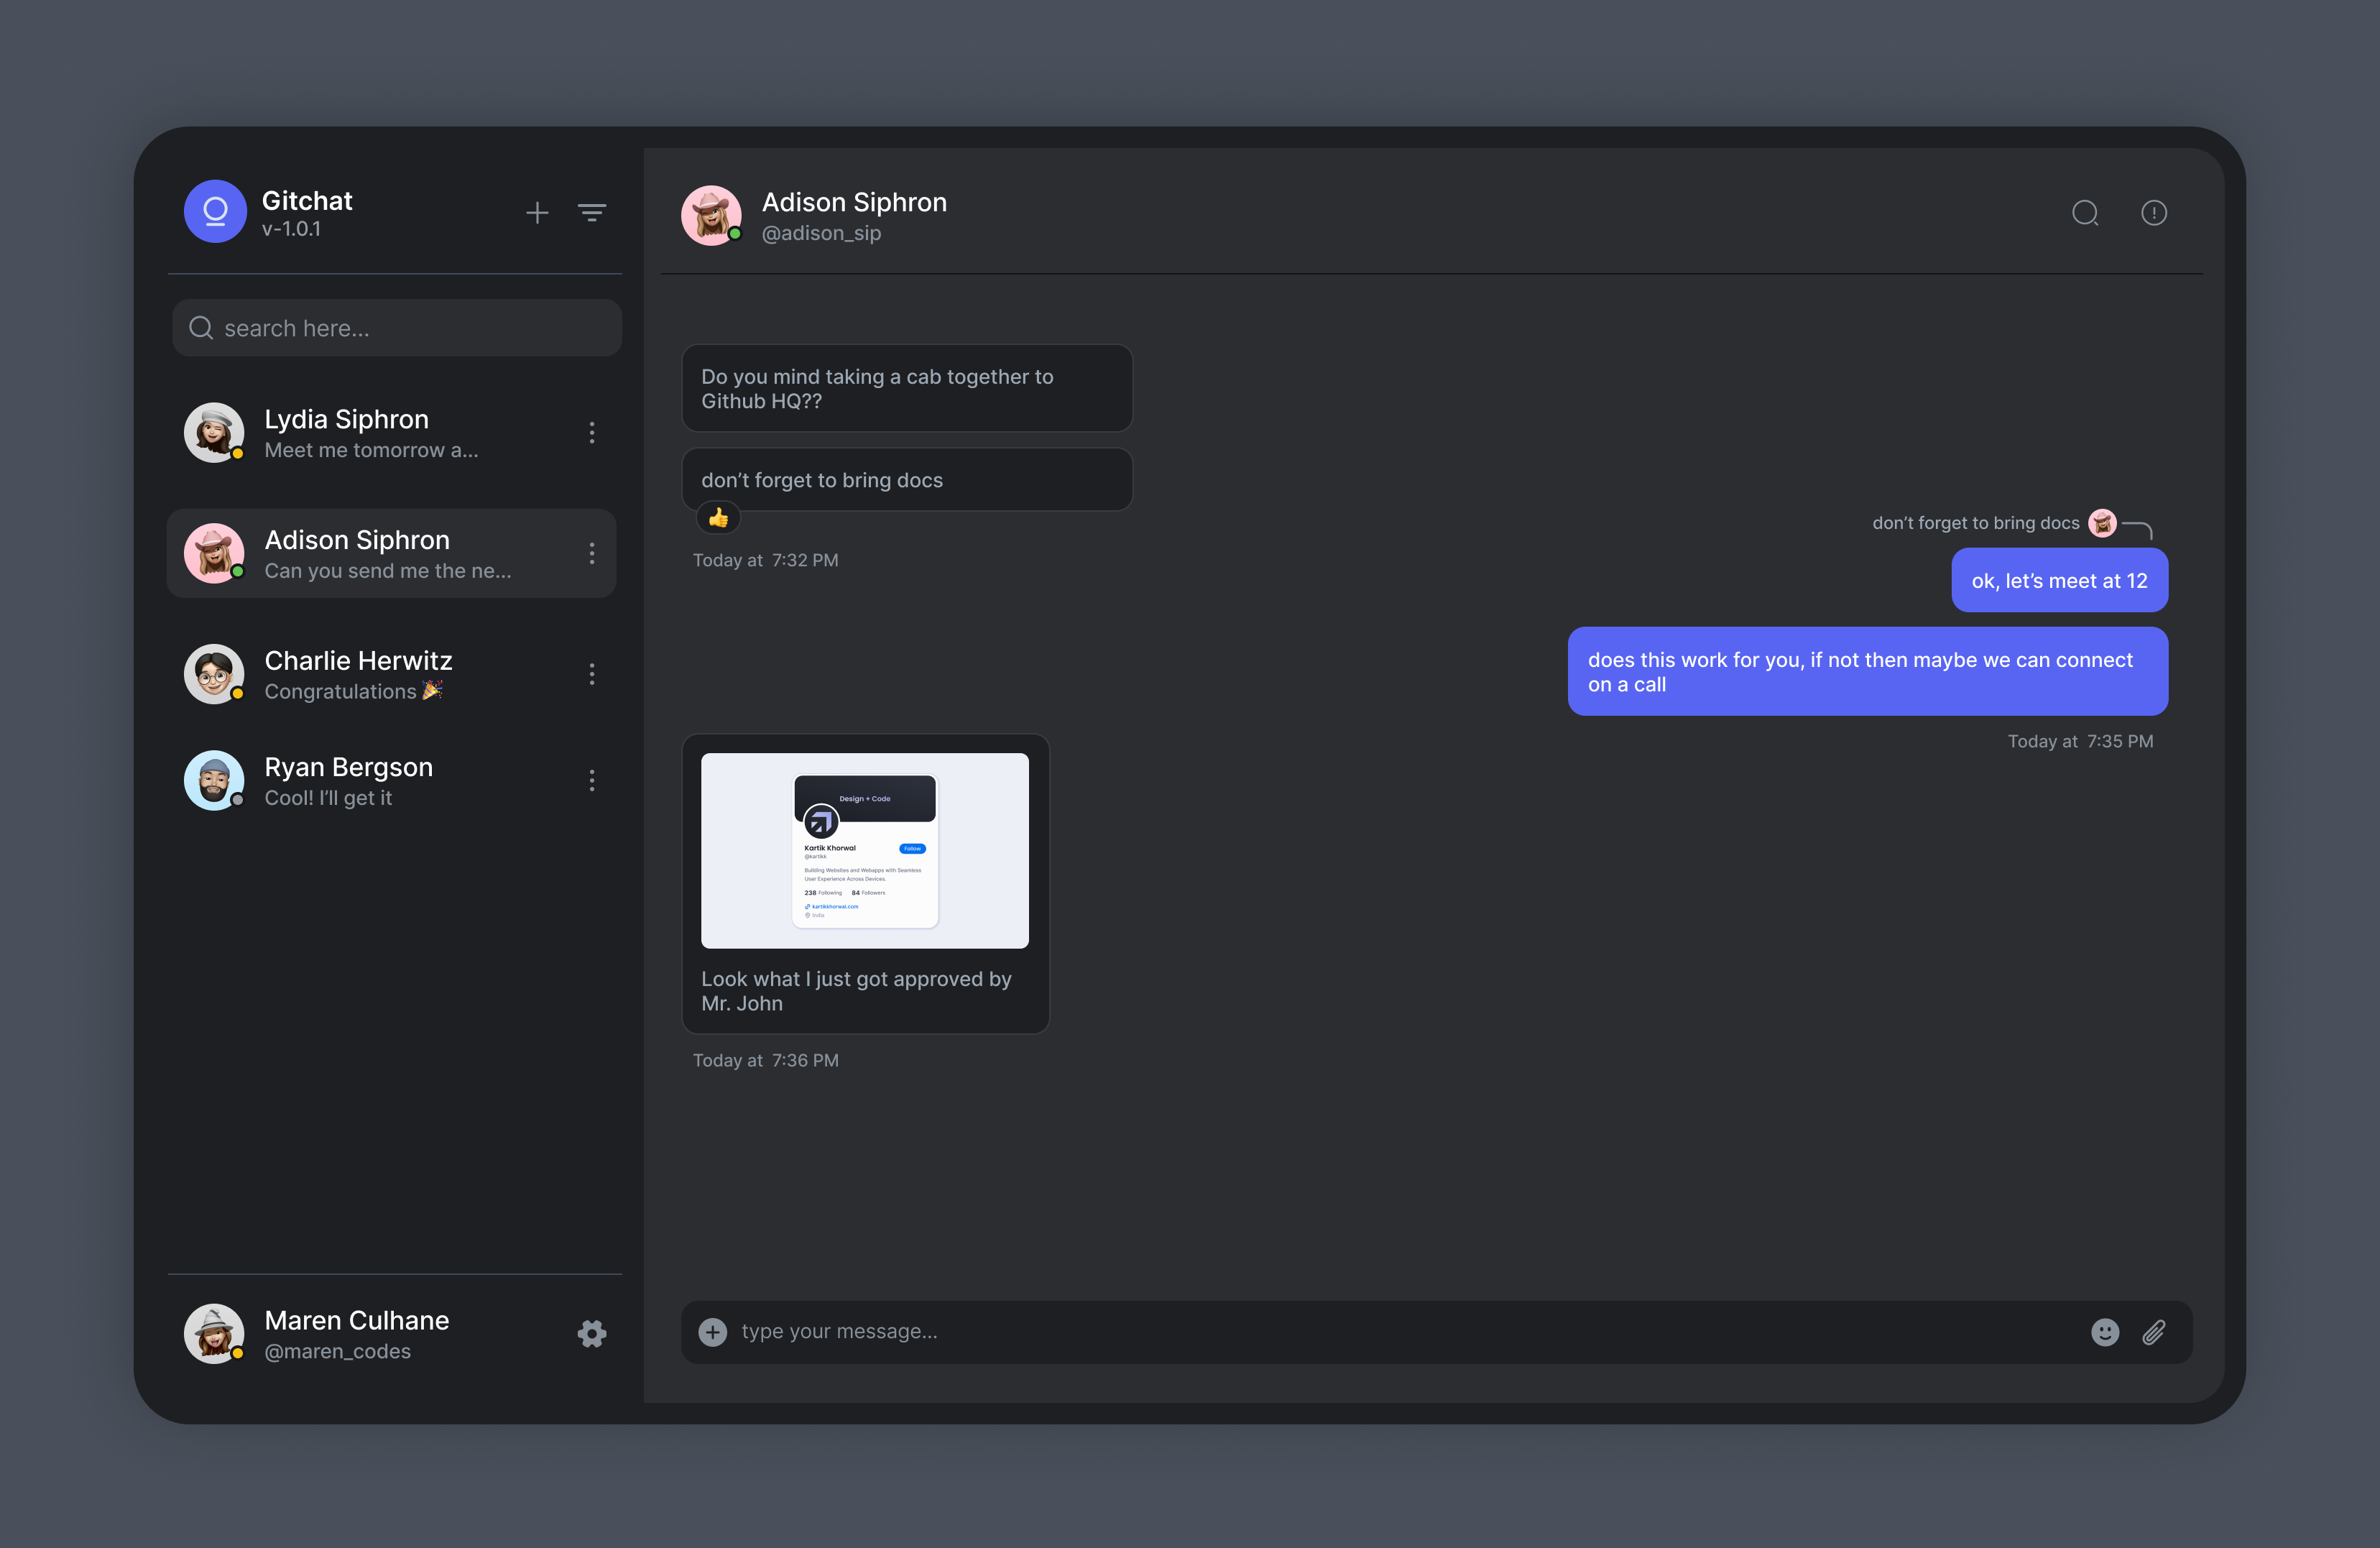 Gitchat
v-1.0.1
search here...
Lydia Siphron
Meet me tomorrow a...
Adison Siphron
Can you send me the ne...
Charlie Herwitz
Congratulations 🎉
Ryan Bergson
Cool! I’ll get it
Maren Culhane
@maren_codes
Adison Siphron
@adison_sip
Do you mind taking a cab together to
Github HQ??
don’t forget to bring docs
👍
Today at 7:32 PM
don’t forget to bring docs
ok, let’s meet at 12
does this work for you, if not then maybe we can connect
on a call
Today at 7:35 PM
Design + Code
Kartik Khorwal
Follow
@kartikk
Building Websites and Webapps with Seamless
User Experience Across Devices.
238 Following 84 Followers
kartikkhorwal.com
India
Look what I just got approved by
Mr. John
Today at 7:36 PM
type your message...